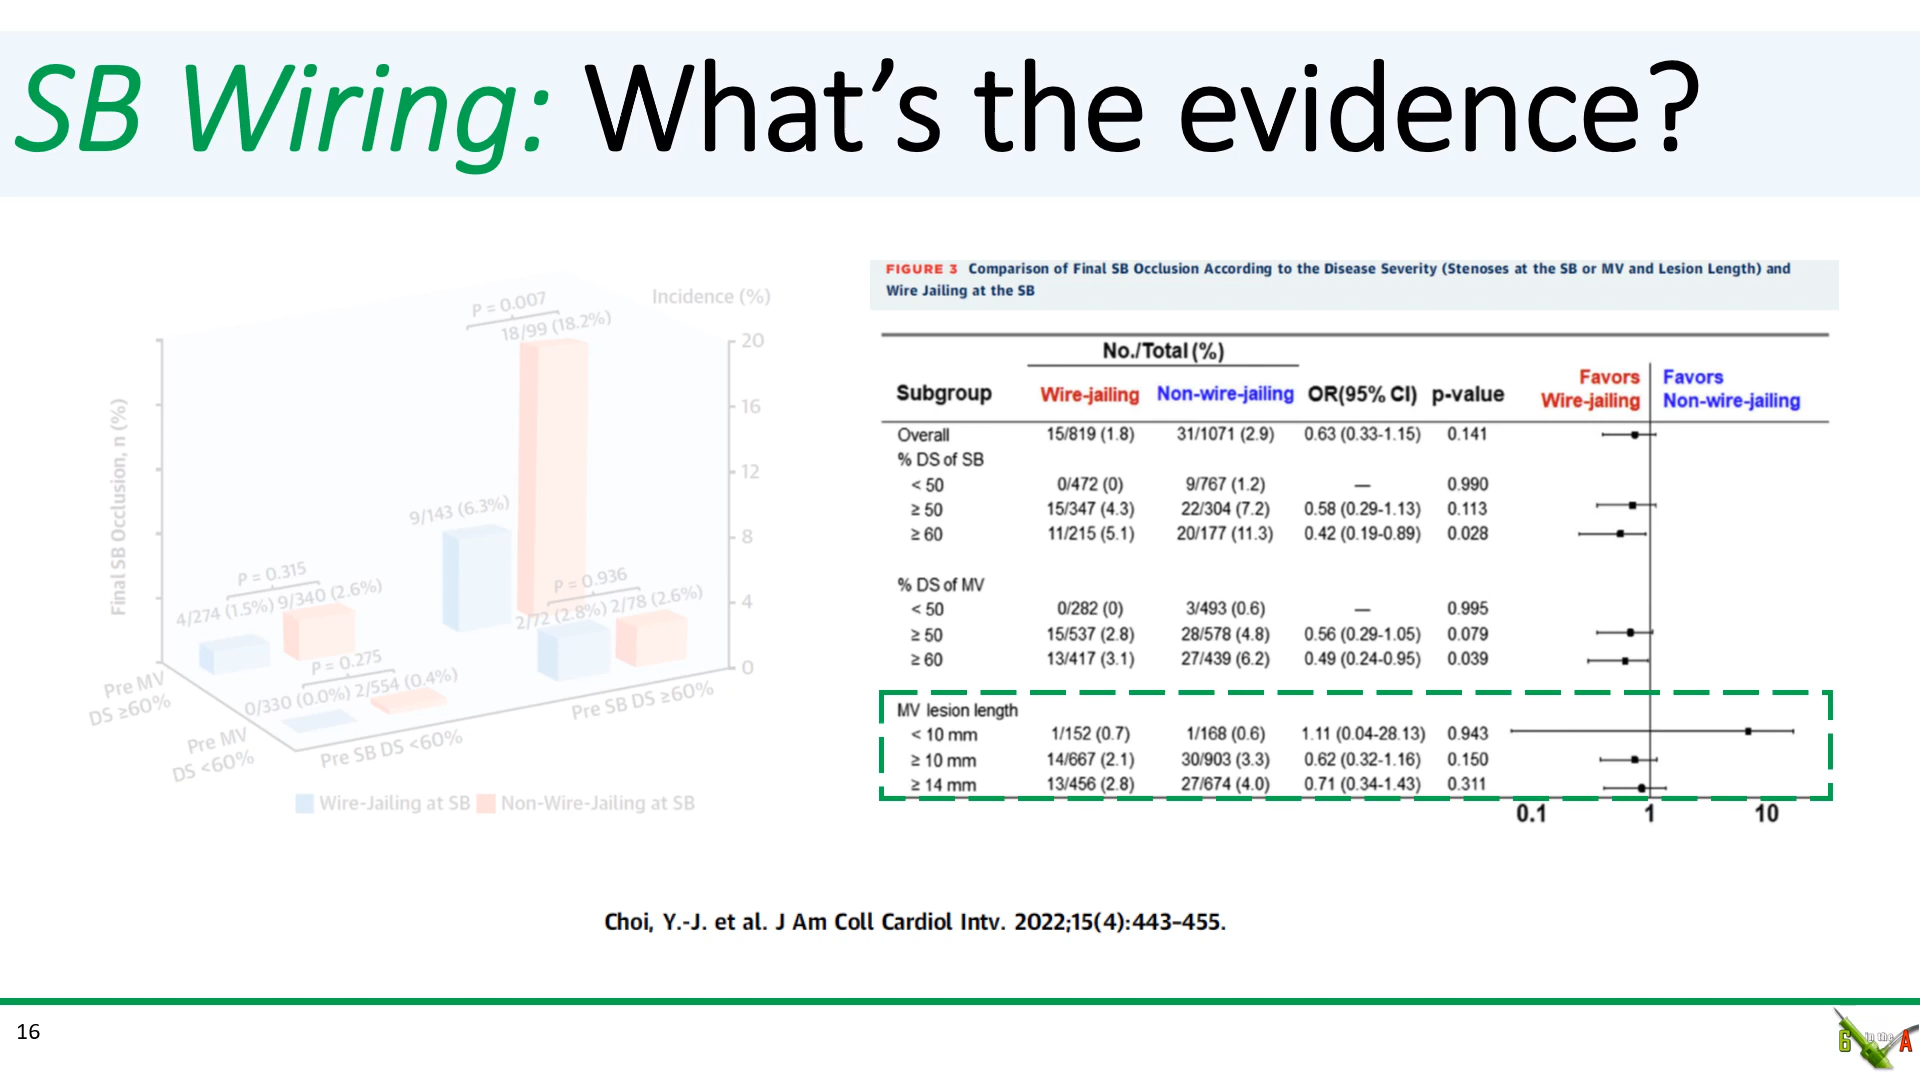 SB Wiring: What's the evidence?
Incidence (%)
P = 0.007
18/99 (18.2%)
20
16
12
8
4
0
Final SB Occlusion, n (%)
9/143 (6.3%)
P = 0.315
4/274 (1.5%) 9/340 (2.6%)
P = 0.936
2/72 (2.8%) 2/78 (2.6%)
P = 0.275
0/330 (0.0%) 2/554 (0.4%)
Pre MV
DS ≥60%
Pre MV
DS <60%
Pre SB DS <60%
Pre SB DS ≥60%
Wire-Jailing at SB Non-Wire-Jailing at SB
FIGURE 3 Comparison of Final SB Occlusion According to the Disease Severity (Stenoses at the SB or MV and Lesion Length) and
Wire Jailing at the SB
No./Total (%)
Subgroup Wire-jailing Non-wire-jailing OR(95% CI) p-value
Favors Favors
Wire-jailing Non-wire-jailing
Overall 15/819 (1.8) 31/1071 (2.9) 0.63 (0.33-1.15) 0.141
% DS of SB
< 50 0/472 (0) 9/767 (1.2) — 0.990
≥ 50 15/347 (4.3) 22/304 (7.2) 0.58 (0.29-1.13) 0.113
≥ 60 11/215 (5.1) 20/177 (11.3) 0.42 (0.19-0.89) 0.028
% DS of MV
< 50 0/282 (0) 3/493 (0.6) — 0.995
≥ 50 15/537 (2.8) 28/578 (4.8) 0.56 (0.29-1.05) 0.079
≥ 60 13/417 (3.1) 27/439 (6.2) 0.49 (0.24-0.95) 0.039
MV lesion length
< 10 mm 1/152 (0.7) 1/168 (0.6) 1.11 (0.04-28.13) 0.943
≥ 10 mm 14/667 (2.1) 30/903 (3.3) 0.62 (0.32-1.16) 0.150
≥ 14 mm 13/456 (2.8) 27/674 (4.0) 0.71 (0.34-1.43) 0.311
0.1 1 10
Choi, Y.-J. et al. J Am Coll Cardiol Intv. 2022;15(4):443–455.
16
6 in the A